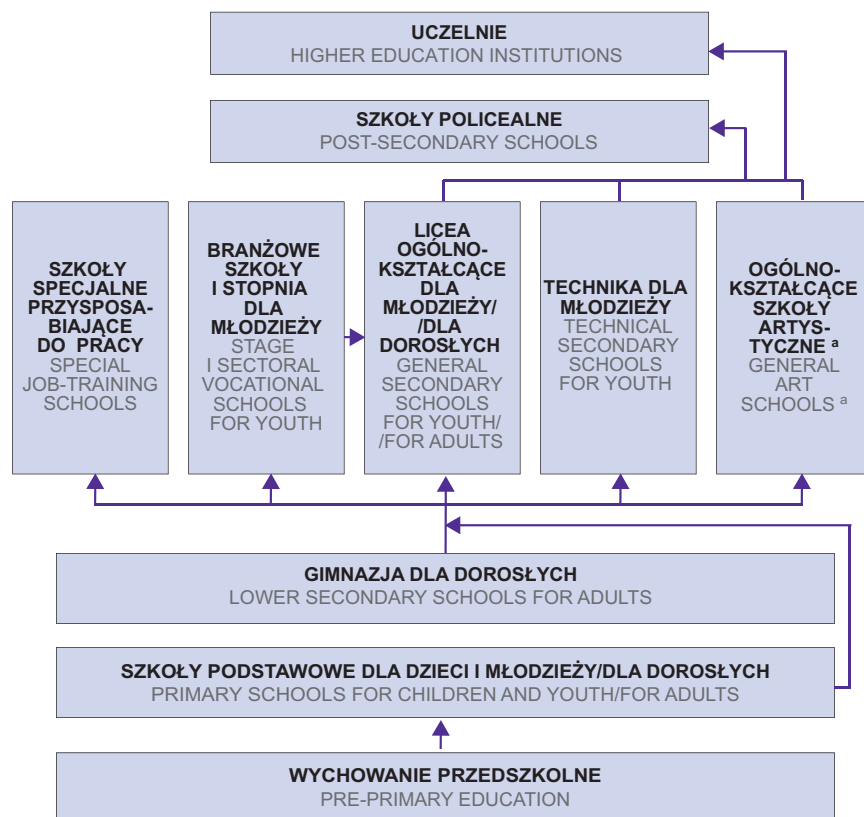 UCZELNIE
HIGHER EDUCATION INSTITUTIONS
SZKOŁY POLICEALNE
POST-SECONDARY SCHOOLS
SZKOŁY
SPECJALNE
PRZYSPOSA-
BIAJĄCE
DO PRACY
SPECIAL
JOB-TRAINING
SCHOOLS
BRANŻOWE
SZKOŁY
I STOPNIA
DLA
MŁODZIEŻY
STAGE
I SECTORAL
VOCATIONAL
SCHOOLS
FOR YOUTH
LICEA
OGÓLNO-
KSZTAŁCĄCE
DLA
MŁODZIEŻY/
/DLA
DOROSŁYCH
GENERAL
SECONDARY
SCHOOLS
FOR YOUTH/
/FOR ADULTS
TECHNIKA DLA
MŁODZIEŻY
TECHNICAL
SECONDARY
SCHOOLS
FOR YOUTH
OGÓLNO-
KSZTAŁCĄCE
SZKOŁY
ARTYS-
TYCZNE a
GENERAL
ART
SCHOOLS a
GIMNAZJA DLA DOROSŁYCH
LOWER SECONDARY SCHOOLS FOR ADULTS
SZKOŁY PODSTAWOWE DLA DZIECI I MŁODZIEŻY/DLA DOROSŁYCH
PRIMARY SCHOOLS FOR CHILDREN AND YOUTH/FOR ADULTS
WYCHOWANIE PRZEDSZKOLNE
PRE-PRIMARY EDUCATION